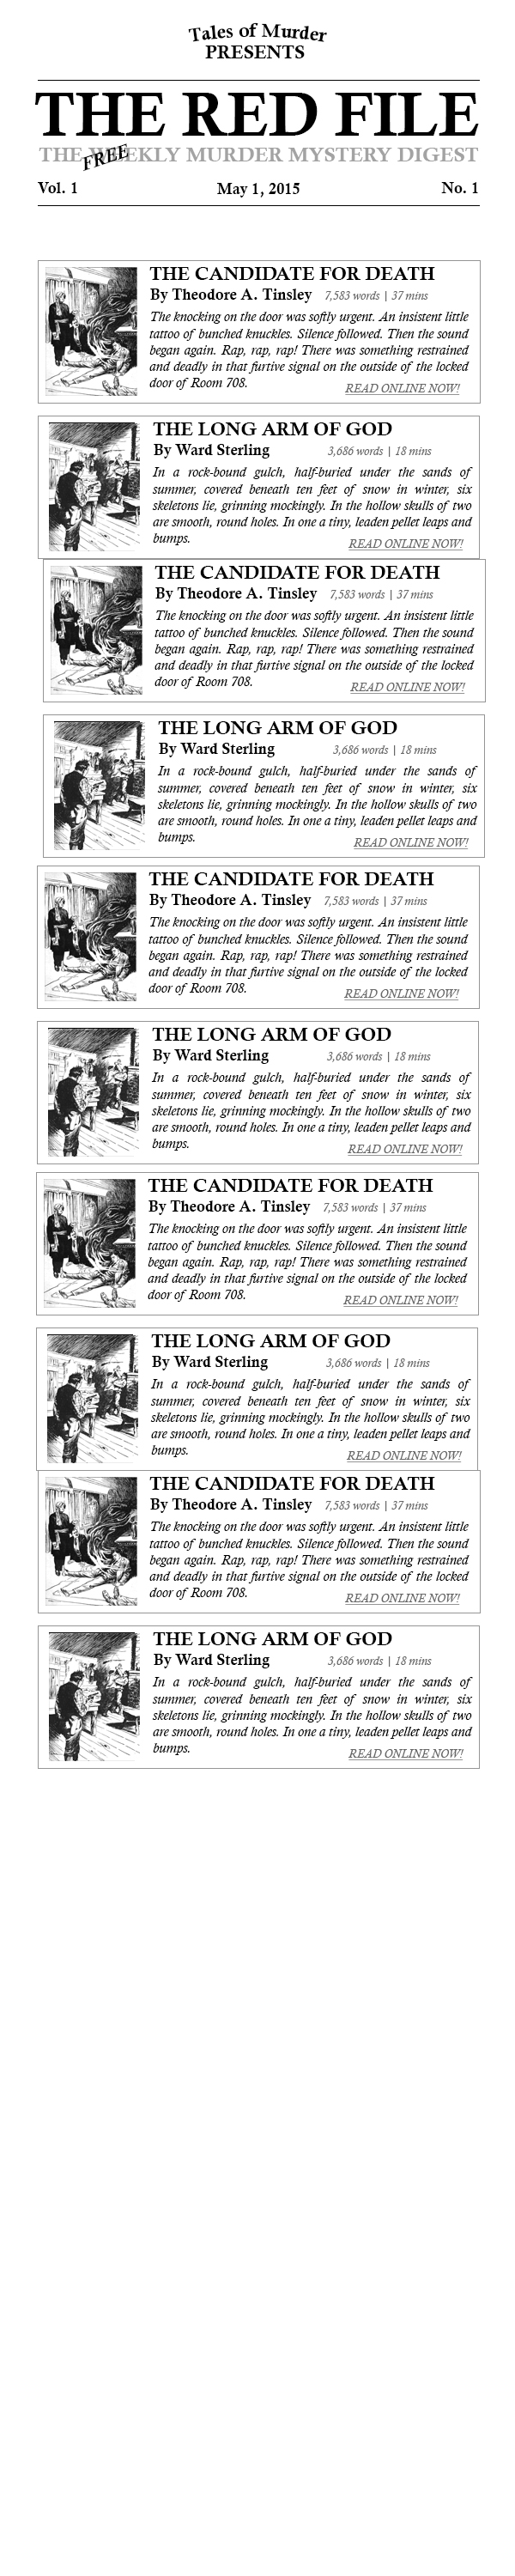 Tales of Murder
PRESENTS
THE RED FILE
THE WEEKLY MURDER MYSTERY DIGEST
FREE
Vol. 1 May 1, 2015 No. 1
THE CANDIDATE FOR DEATH
By Theodore A. Tinsley 7,583 words | 37 mins
The knocking on the door was softly urgent. An insistent little
tattoo of bunched knuckles. Silence followed. Then the sound
began again. Rap, rap, rap! There was something restrained
and deadly in that furtive signal on the outside of the locked
door of Room 708.
READ ONLINE NOW!
THE LONG ARM OF GOD
By Ward Sterling 3,686 words | 18 mins
In a rock-bound gulch, half-buried under the sands of
summer, covered beneath ten feet of snow in winter, six
skeletons lie, grinning mockingly. In the hollow skulls of two
are smooth, round holes. In one a tiny, leaden pellet leaps and
bumps.
READ ONLINE NOW!
THE CANDIDATE FOR DEATH
By Theodore A. Tinsley 7,583 words | 37 mins
The knocking on the door was softly urgent. An insistent little
tattoo of bunched knuckles. Silence followed. Then the sound
began again. Rap, rap, rap! There was something restrained
and deadly in that furtive signal on the outside of the locked
door of Room 708.
READ ONLINE NOW!
THE LONG ARM OF GOD
By Ward Sterling 3,686 words | 18 mins
In a rock-bound gulch, half-buried under the sands of
summer, covered beneath ten feet of snow in winter, six
skeletons lie, grinning mockingly. In the hollow skulls of two
are smooth, round holes. In one a tiny, leaden pellet leaps and
bumps.
READ ONLINE NOW!
THE CANDIDATE FOR DEATH
By Theodore A. Tinsley 7,583 words | 37 mins
The knocking on the door was softly urgent. An insistent little
tattoo of bunched knuckles. Silence followed. Then the sound
began again. Rap, rap, rap! There was something restrained
and deadly in that furtive signal on the outside of the locked
door of Room 708.
READ ONLINE NOW!
THE LONG ARM OF GOD
By Ward Sterling 3,686 words | 18 mins
In a rock-bound gulch, half-buried under the sands of
summer, covered beneath ten feet of snow in winter, six
skeletons lie, grinning mockingly. In the hollow skulls of two
are smooth, round holes. In one a tiny, leaden pellet leaps and
bumps.
READ ONLINE NOW!
THE CANDIDATE FOR DEATH
By Theodore A. Tinsley 7,583 words | 37 mins
The knocking on the door was softly urgent. An insistent little
tattoo of bunched knuckles. Silence followed. Then the sound
began again. Rap, rap, rap! There was something restrained
and deadly in that furtive signal on the outside of the locked
door of Room 708.
READ ONLINE NOW!
THE LONG ARM OF GOD
By Ward Sterling 3,686 words | 18 mins
In a rock-bound gulch, half-buried under the sands of
summer, covered beneath ten feet of snow in winter, six
skeletons lie, grinning mockingly. In the hollow skulls of two
are smooth, round holes. In one a tiny, leaden pellet leaps and
bumps.
READ ONLINE NOW!
THE CANDIDATE FOR DEATH
By Theodore A. Tinsley 7,583 words | 37 mins
The knocking on the door was softly urgent. An insistent little
tattoo of bunched knuckles. Silence followed. Then the sound
began again. Rap, rap, rap! There was something restrained
and deadly in that furtive signal on the outside of the locked
door of Room 708.
READ ONLINE NOW!
THE LONG ARM OF GOD
By Ward Sterling 3,686 words | 18 mins
In a rock-bound gulch, half-buried under the sands of
summer, covered beneath ten feet of snow in winter, six
skeletons lie, grinning mockingly. In the hollow skulls of two
are smooth, round holes. In one a tiny, leaden pellet leaps and
bumps.
READ ONLINE NOW!